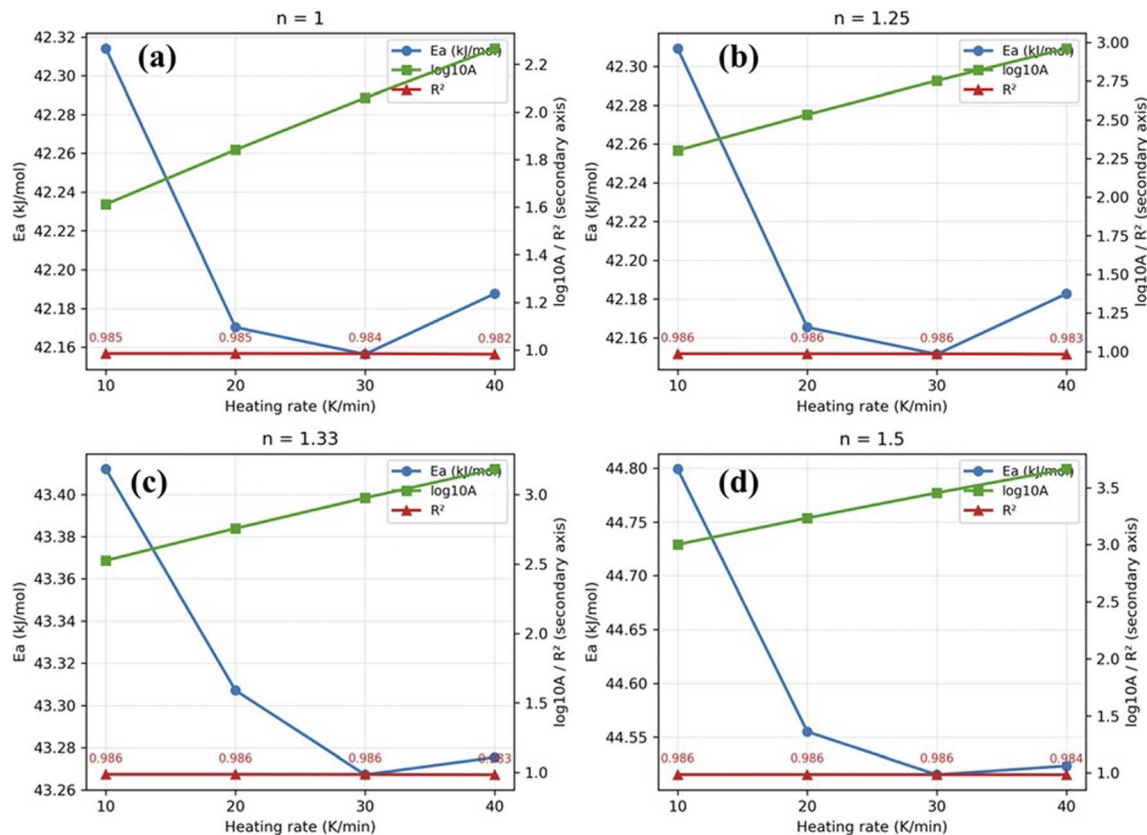 n = 1
(a)
Ea (kJ/mol)
log10A
R²
42.32
42.30
42.28
42.26
42.24
42.22
42.20
42.18
42.16
Ea (kJ/mol)
2.2
2.0
1.8
1.6
1.4
1.2
1.0
log10A / R² (secondary axis)
0.985
0.985
0.984
0.982
10
20
30
40
Heating rate (K/min)
n = 1.25
(b)
Ea (kJ/mol)
log10A
R²
42.30
42.28
42.26
42.24
42.22
42.20
42.18
42.16
Ea (kJ/mol)
3.00
2.75
2.50
2.25
2.00
1.75
1.50
1.25
1.00
log10A / R² (secondary axis)
0.986
0.986
0.986
0.983
10
20
30
40
Heating rate (K/min)
n = 1.33
(c)
Ea (kJ/mol)
log10A
R²
43.40
43.38
43.36
43.34
43.32
43.30
43.28
43.26
Ea (kJ/mol)
3.0
2.5
2.0
1.5
1.0
log10A / R² (secondary axis)
0.986
0.986
0.986
0.983
10
20
30
40
Heating rate (K/min)
n = 1.5
(d)
Ea (kJ/mol)
log10A
R²
44.80
44.75
44.70
44.65
44.60
44.55
Ea (kJ/mol)
3.5
3.0
2.5
2.0
1.5
1.0
log10A / R² (secondary axis)
0.986
0.986
0.986
0.984
10
20
30
40
Heating rate (K/min)